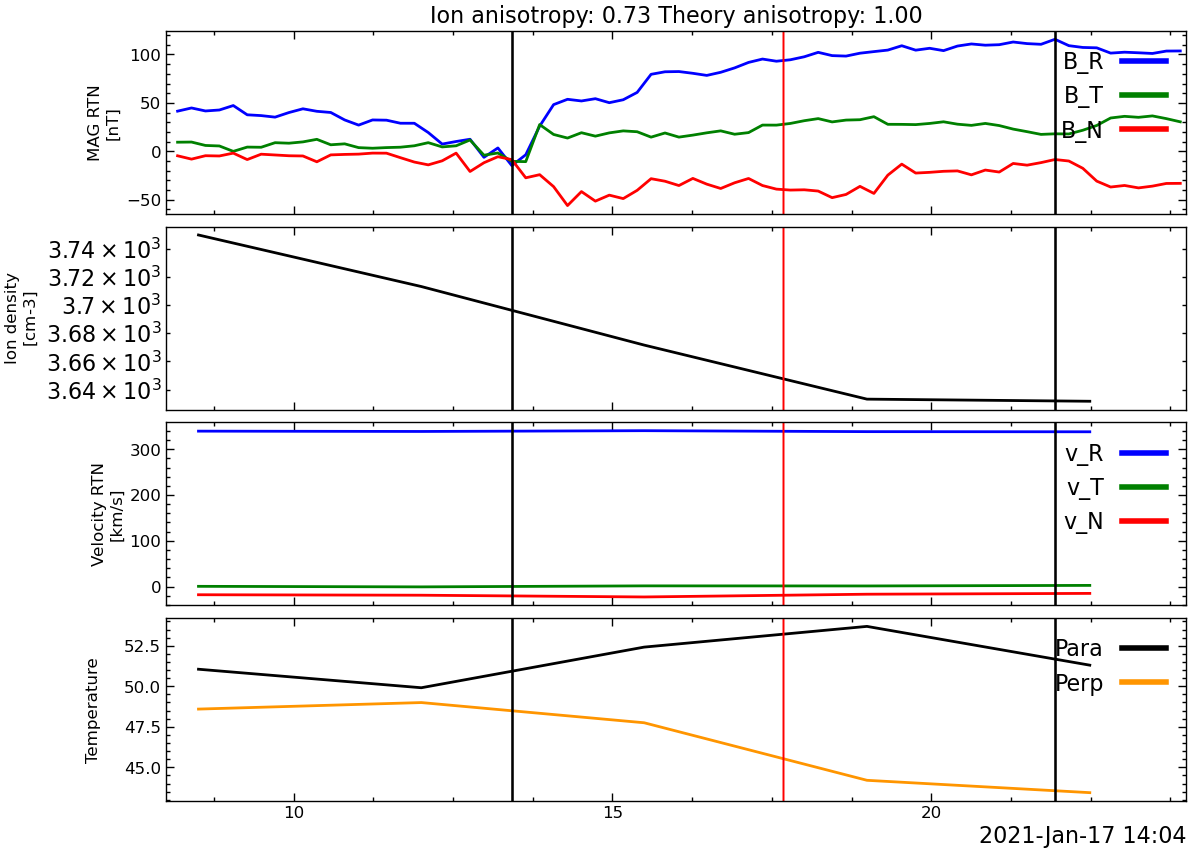 Ion anisotropy: 0.73 Theory anisotropy: 1.00
MAG RTN
[nT]
100
50
0
−50
B_R
B_T
B_N
Ion density
[cm-3]
3.74 × 10³
3.72 × 10³
3.7 × 10³
3.68 × 10³
3.66 × 10³
3.64 × 10³
Velocity RTN
[km/s]
300
200
100
0
v_R
v_T
v_N
Temperature
52.5
50.0
47.5
45.0
Para
Perp
10 15 20
2021-Jan-17 14:04